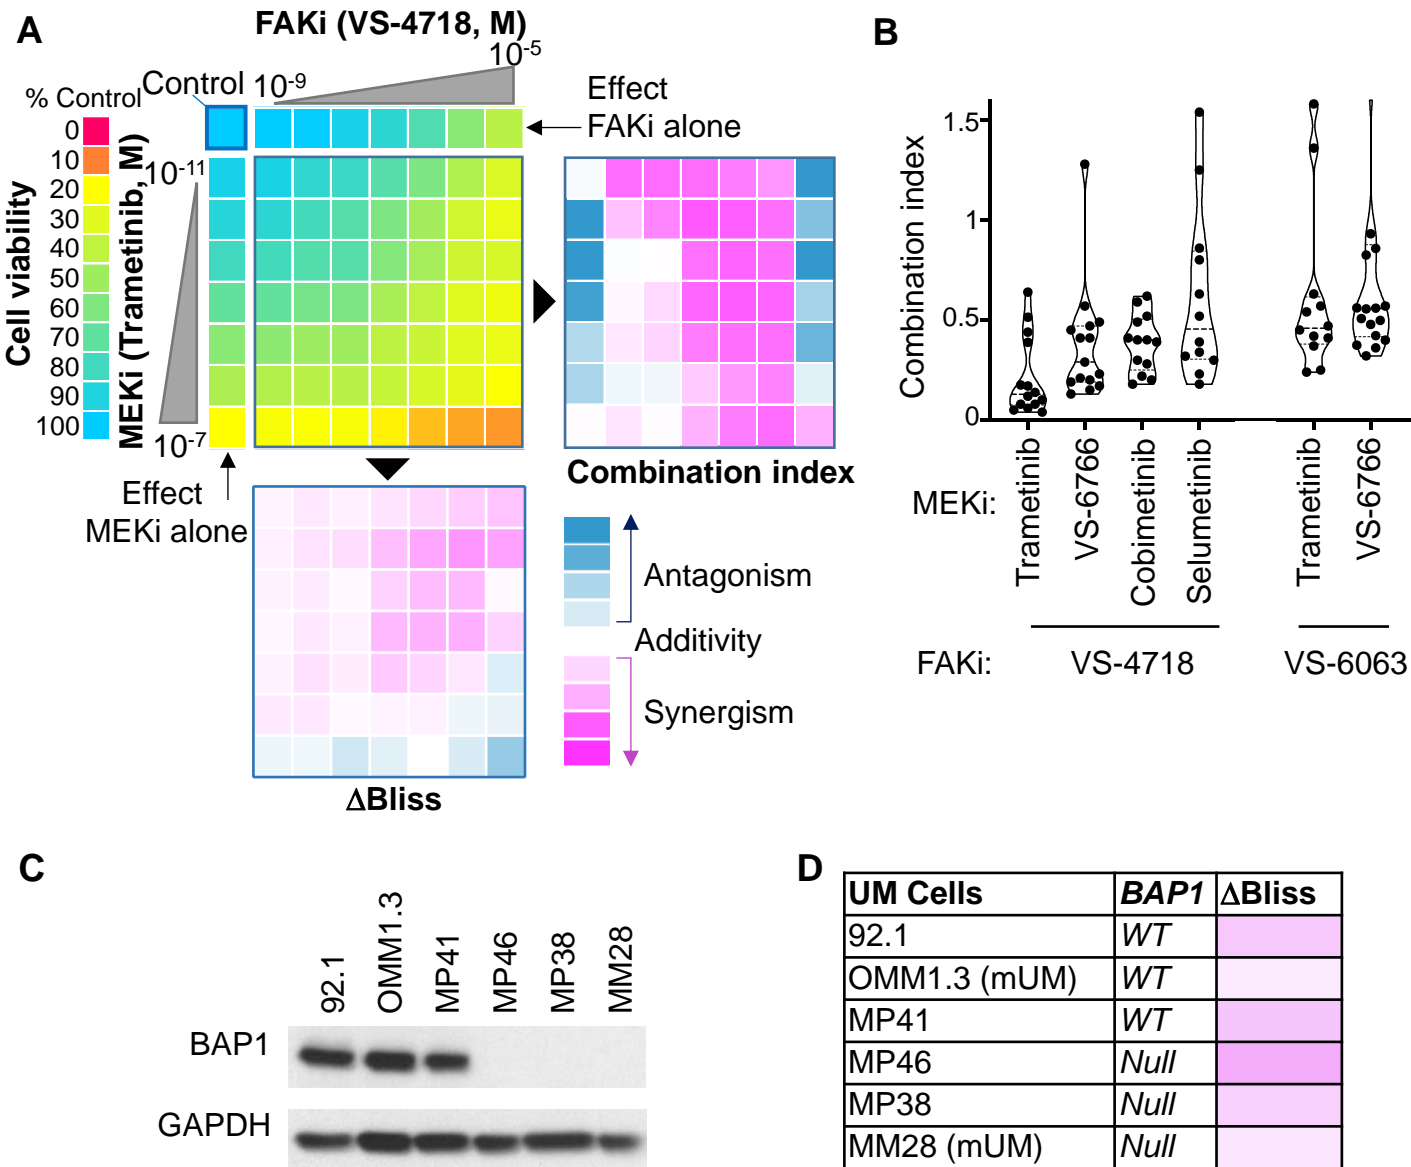 A
FAKi (VS-4718, M)
Control
10-9
10-5
% Control
Effect
FAKi alone
0
10
20
30
40
50
60
70
80
90
100
Cell viability
MEKi (Trametinib, M)
10-11
10-7
Effect
MEKi alone
Combination index
ΔBliss
Antagonism
Additivity
Synergism
B
Combination index
1.5
1
0.5
0
MEKi:
Trametinib
VS-6766
Cobimetinib
Selumetinib
Trametinib
VS-6766
FAKi:
VS-4718
VS-6063
C
92.1
OMM1.3
MP41
MP46
MP38
MM28
BAP1
GAPDH
D
UM Cells BAP1 ΔBliss
92.1 WT
OMM1.3 (mUM) WT
MP41 WT
MP46 Null
MP38 Null
MM28 (mUM) Null